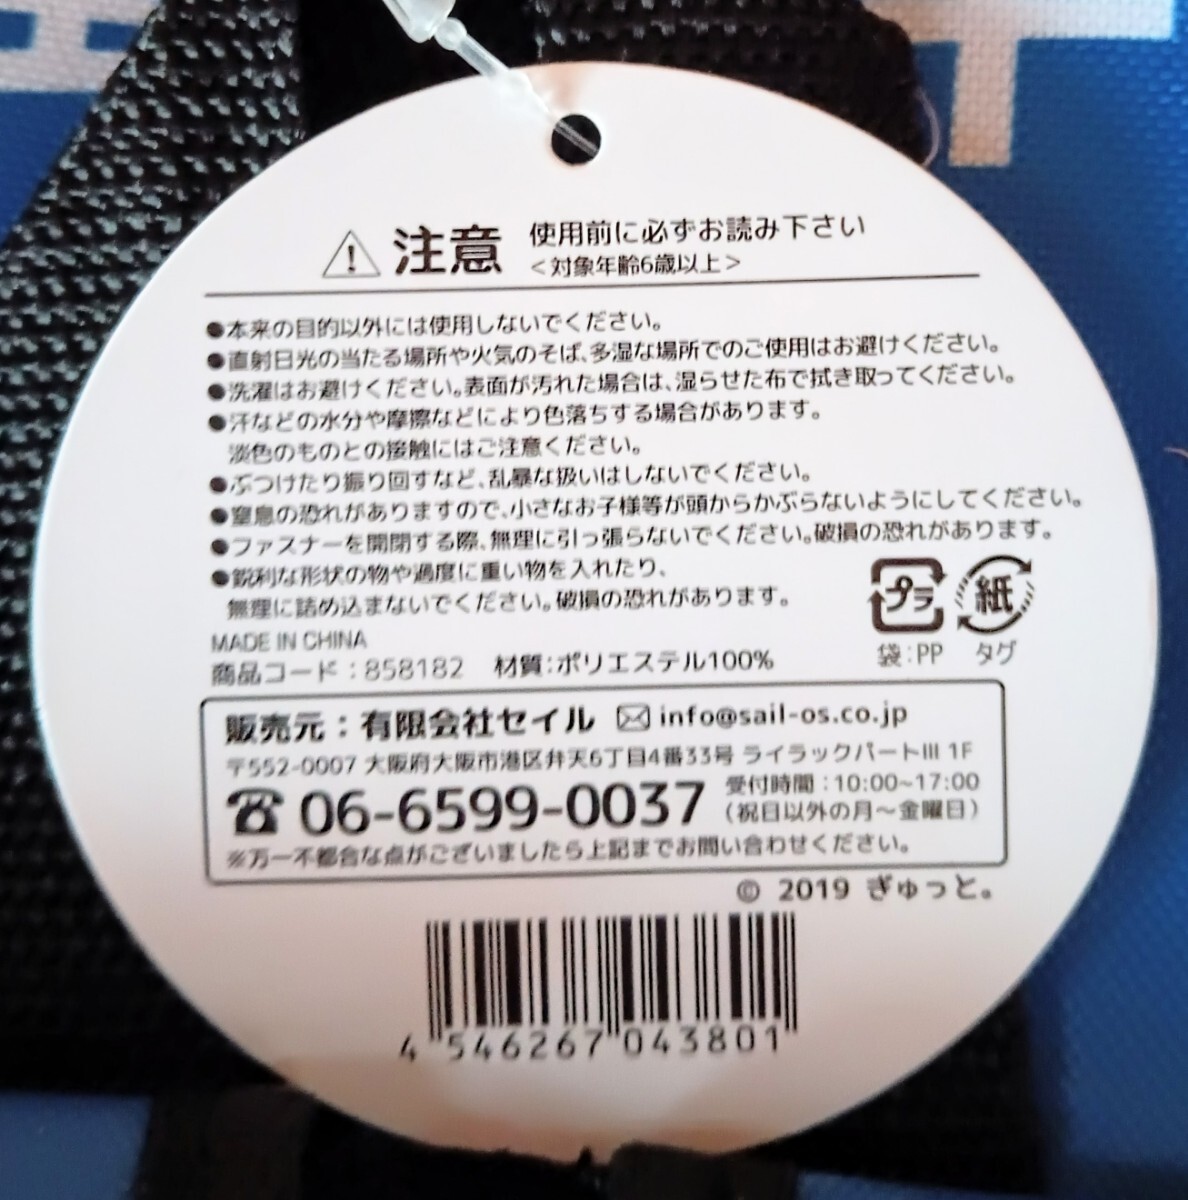 注意 使用前に必ずお読み下さい
<対象年齢6歳以上>
●本来の目的以外には使用しないでください。
●直射日光の当たる場所や火気のそば、多湿な場所でのご使用はお避けください。
●洗濯はお避けください。表面が汚れた場合は、湿らせた布で拭き取ってください。
●汗などの水分や摩擦などにより色落ちする場合があります。
淡色のものとの接触にはご注意ください。
●ぶつけたり振り回すなど、乱暴な扱いはしないでください。
●窒息の恐れがありますので、小さなお子様等が頭からかぶらないようにしてください。
●ファスナーを開閉する際、無理に引っ張らないでください。破損の恐れがあります。
●鋭利な形状の物や過度に重い物を入れたり、
無理に詰め込まないでください。破損の恐れがあります。
プラ 紙
袋:PP タグ
MADE IN CHINA
商品コード:858182 材質:ポリエステル100%
販売元:有限会社セイル info@sail-os.co.jp
〒552-0007 大阪府大阪市港区弁天6丁目4番33号 ライラックパートIII 1F
☎06-6599-0037 受付時間:10:00~17:00
(祝日以外の月~金曜日)
※万一不都合な点がございましたら上記までお問い合わせください。
© 2019 ぎゅっと。
4 546267 043801